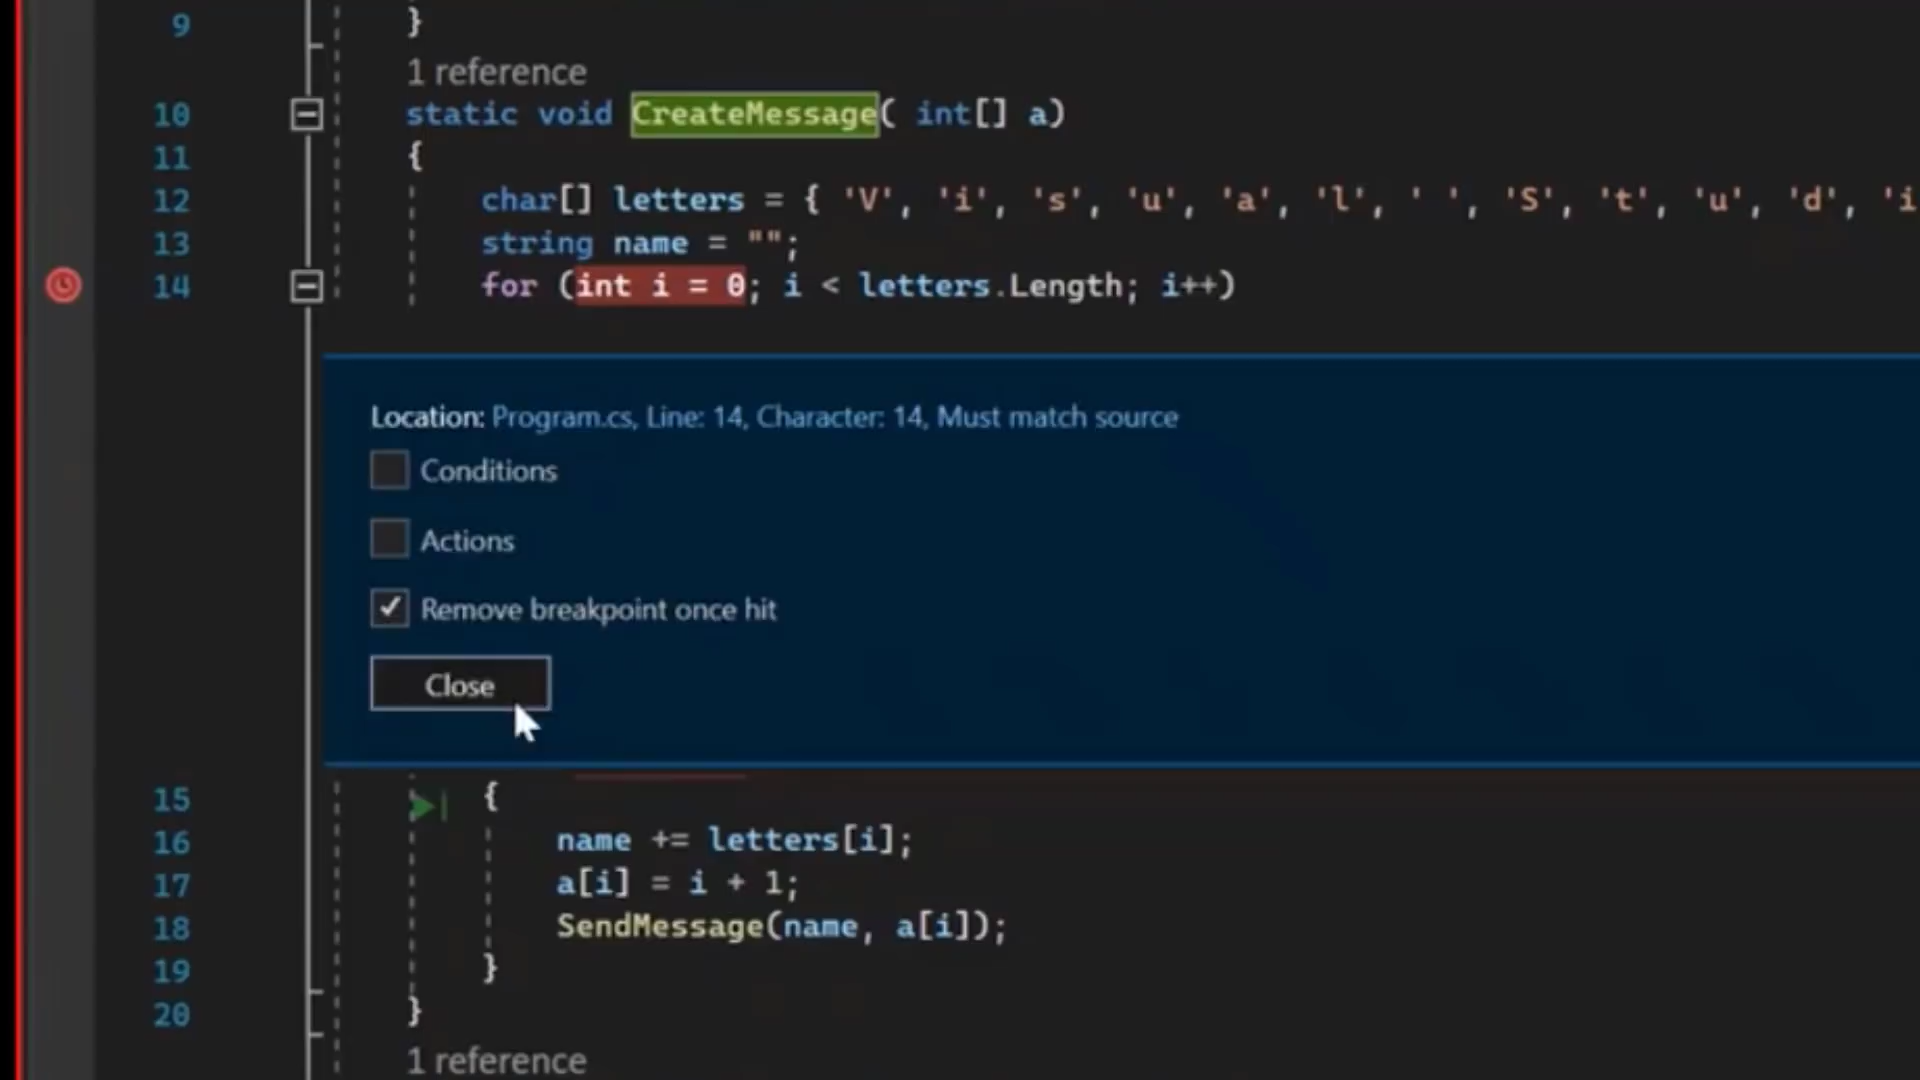 9 }
1 reference
10 static void CreateMessage( int[] a)
11 {
12 char[] letters = { 'V', 'i', 's', 'u', 'a', 'l', ' ', 'S', 't', 'u', 'd', 'i
13 string name = "";
14 for (int i = 0; i < letters.Length; i++)
Location: Program.cs, Line: 14, Character: 14, Must match source
Conditions
Actions
Remove breakpoint once hit
Close
15 {
16 name += letters[i];
17 a[i] = i + 1;
18 SendMessage(name, a[i]);
19 }
20 }
1 reference